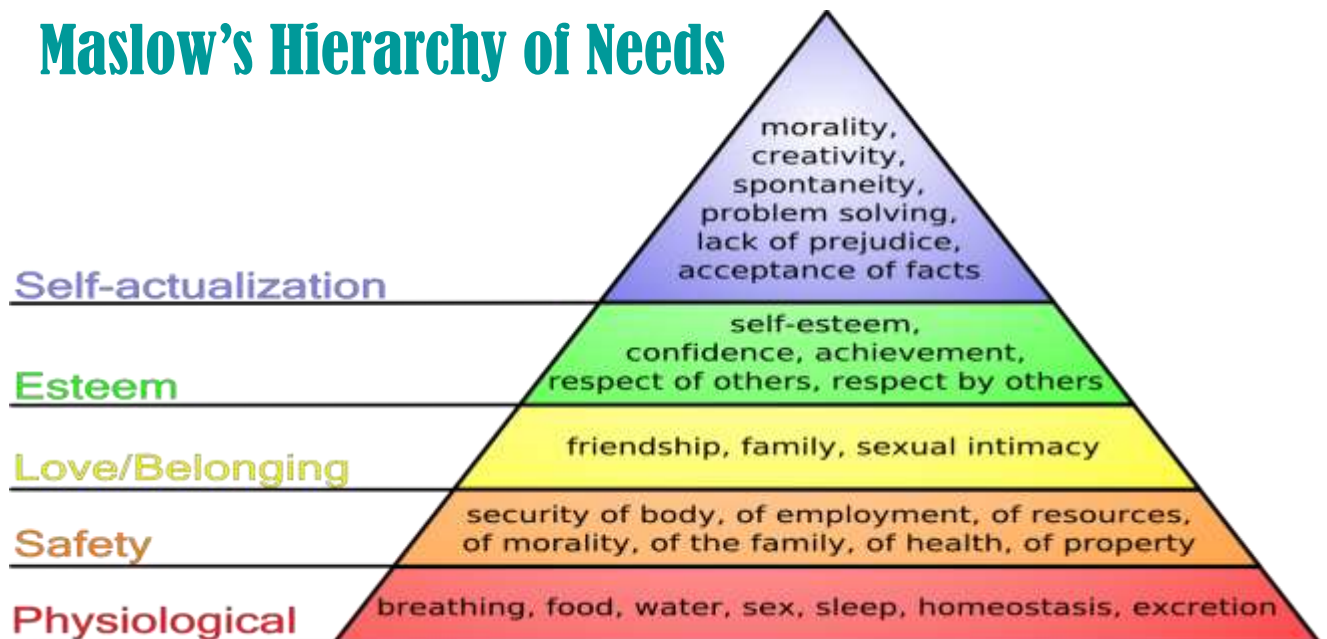 Maslow's Hierarchy of Needs
morality,
creativity,
spontaneity,
problem solving,
lack of prejudice,
acceptance of facts
Self-actualization
self-esteem,
confidence, achievement,
respect of others, respect by others
Esteem
friendship, family, sexual intimacy
Love/Belonging
security of body, of employment, of resources,
of morality, of the family, of health, of property
Safety
breathing, food, water, sex, sleep, homeostasis, excretion
Physiological